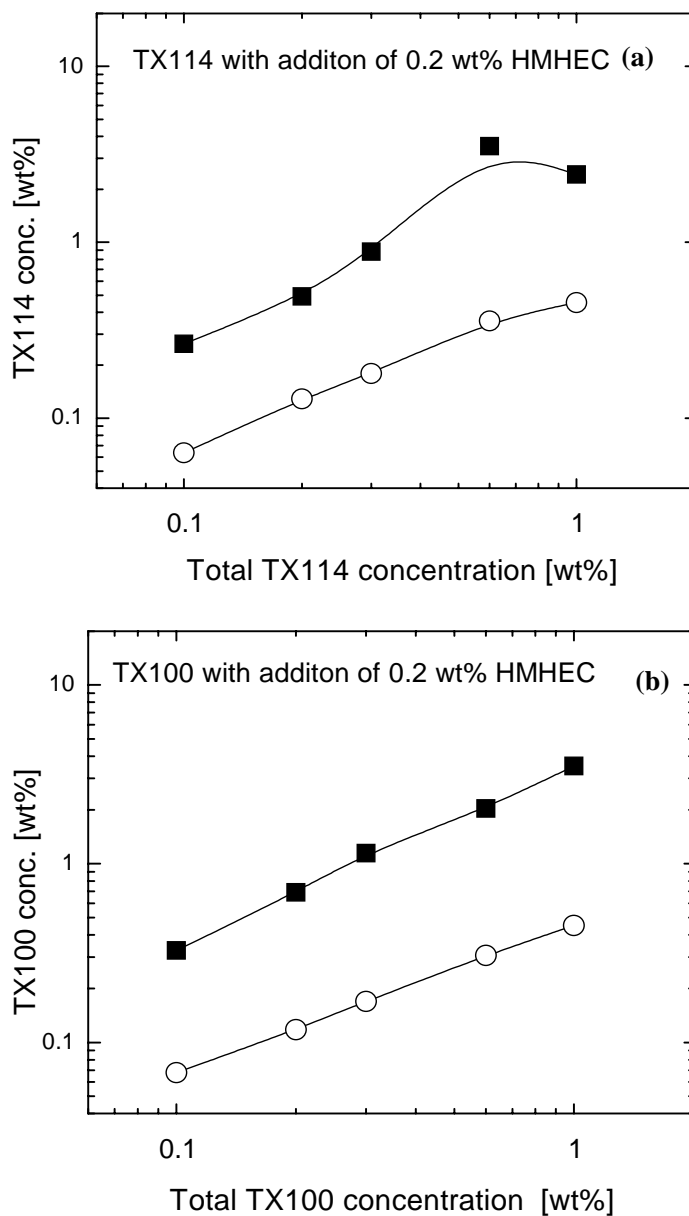 TX114 with additon of 0.2 wt% HMHEC (a)
10
1
0.1
TX114 conc. [wt%]
0.1 1
Total TX114 concentration [wt%]
TX100 with additon of 0.2 wt% HMHEC (b)
10
1
0.1
TX100 conc. [wt%]
0.1 1
Total TX100 concentration [wt%]